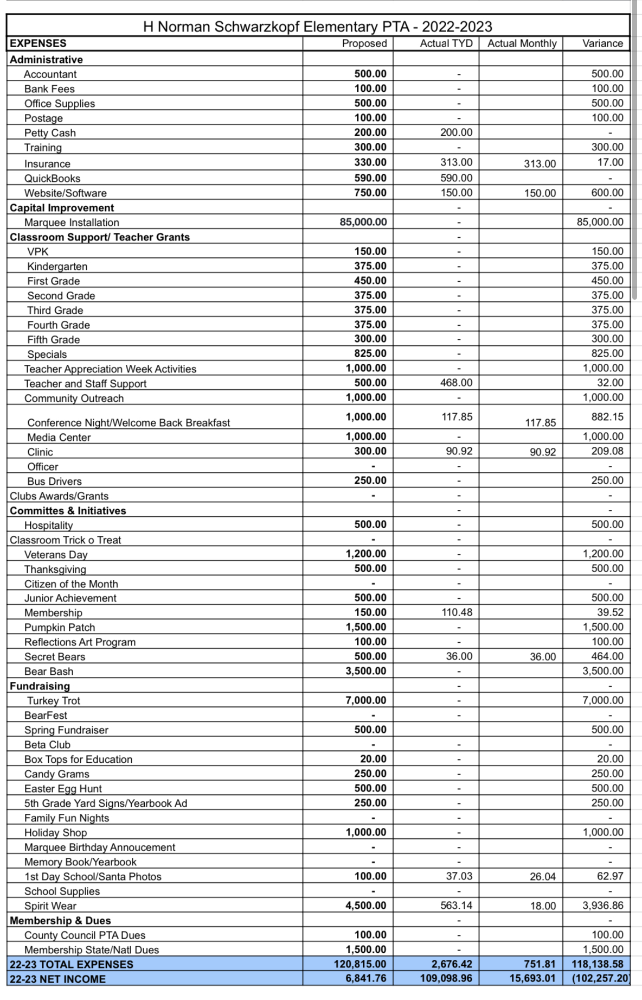 H Norman Schwarzkopf Elementary PTA - 2022-2023
EXPENSES Proposed Actual TYD Actual Monthly Variance
Administrative
Accountant 500.00 - 500.00
Bank Fees 100.00 - 100.00
Office Supplies 500.00 - 500.00
Postage 100.00 - 100.00
Petty Cash 200.00 200.00 -
Training 300.00 - 300.00
Insurance 330.00 313.00 313.00 17.00
QuickBooks 590.00 590.00 -
Website/Software 750.00 150.00 150.00 600.00
Capital Improvement - -
Marquee Installation 85,000.00 - 85,000.00
Classroom Support/ Teacher Grants -
VPK 150.00 - 150.00
Kindergarten 375.00 - 375.00
First Grade 450.00 - 450.00
Second Grade 375.00 - 375.00
Third Grade 375.00 - 375.00
Fourth Grade 375.00 - 375.00
Fifth Grade 300.00 - 300.00
Specials 825.00 - 825.00
Teacher Appreciation Week Activities 1,000.00 - 1,000.00
Teacher and Staff Support 500.00 468.00 32.00
Community Outreach 1,000.00 - 1,000.00
Conference Night/Welcome Back Breakfast 1,000.00 117.85 117.85 882.15
Media Center 1,000.00 - 1,000.00
Clinic 300.00 90.92 90.92 209.08
Officer - - -
Bus Drivers 250.00 - 250.00
Clubs Awards/Grants - - -
Committes & Initiatives - -
Hospitality 500.00 - 500.00
Classroom Trick o Treat - - -
Veterans Day 1,200.00 - 1,200.00
Thanksgiving 500.00 - 500.00
Citizen of the Month - - -
Junior Achievement 500.00 - 500.00
Membership 150.00 110.48 39.52
Pumpkin Patch 1,500.00 - 1,500.00
Reflections Art Program 100.00 - 100.00
Secret Bears 500.00 36.00 36.00 464.00
Bear Bash 3,500.00 - 3,500.00
Fundraising - -
Turkey Trot 7,000.00 - 7,000.00
BearFest - - -
Spring Fundraiser 500.00 500.00
Beta Club - - -
Box Tops for Education 20.00 - 20.00
Candy Grams 250.00 - 250.00
Easter Egg Hunt 500.00 - 500.00
5th Grade Yard Signs/Yearbook Ad 250.00 - 250.00
Family Fun Nights - - -
Holiday Shop 1,000.00 - 1,000.00
Marquee Birthday Annoucement - - -
Memory Book/Yearbook - - -
1st Day School/Santa Photos 100.00 37.03 26.04 62.97
School Supplies - - -
Spirit Wear 4,500.00 563.14 18.00 3,936.86
Membership & Dues - -
County Council PTA Dues 100.00 - 100.00
Membership State/Natl Dues 1,500.00 - 1,500.00
22-23 TOTAL EXPENSES 120,815.00 2,676.42 751.81 118,138.58
22-23 NET INCOME 6,841.76 109,098.96 15,693.01 (102,257.20)